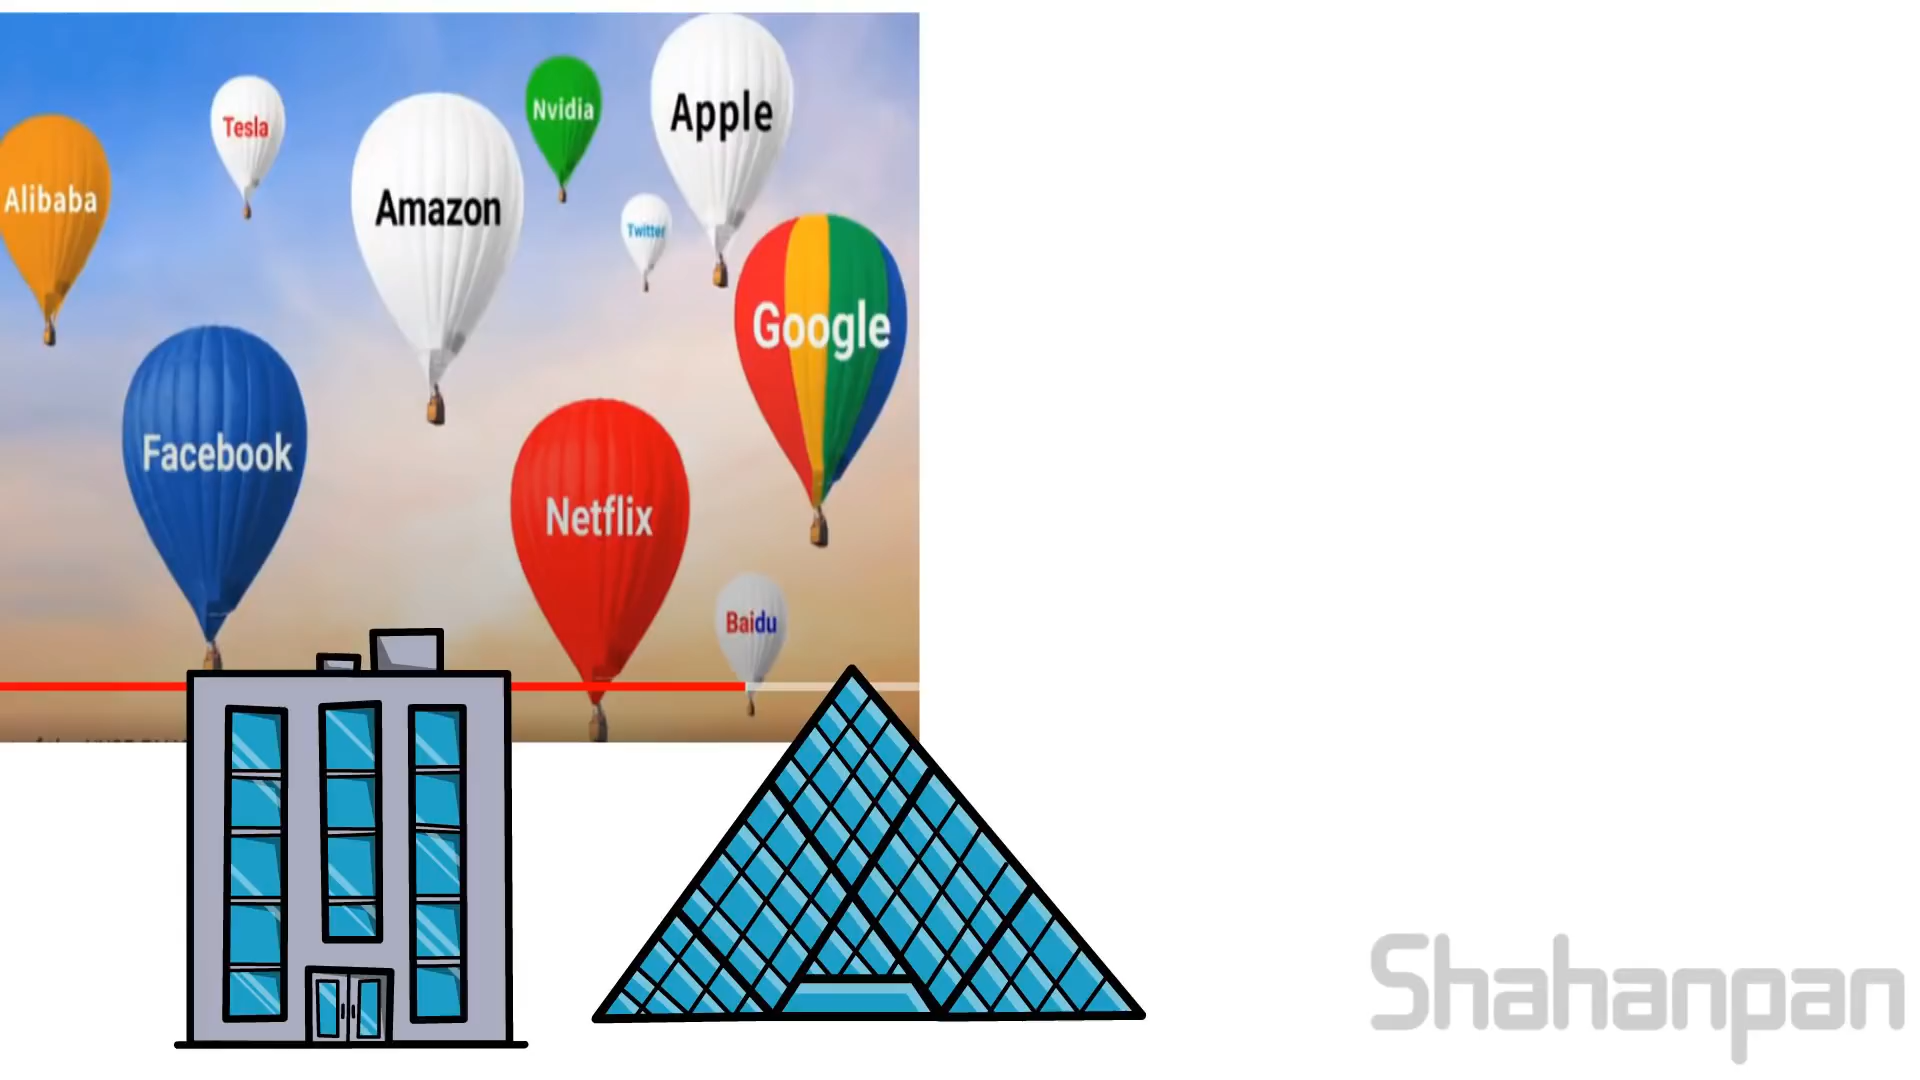 Apple
Nvidia
Tesla
Alibaba
Amazon
Twitter
Google
Facebook
Netflix
Baidu
Shahanpan